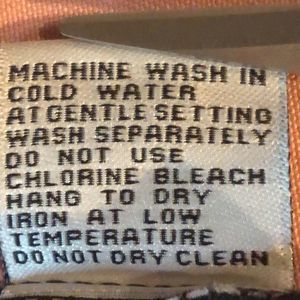 MACHINE WASH IN
COLD WATER
AT GENTLE SETTING
WASH SEPARATELY
DO NOT USE
CHLORINE BLEACH
HANG TO DRY
IRON AT LOW
TEMPERATURE
DO NOT DRY CLEAN